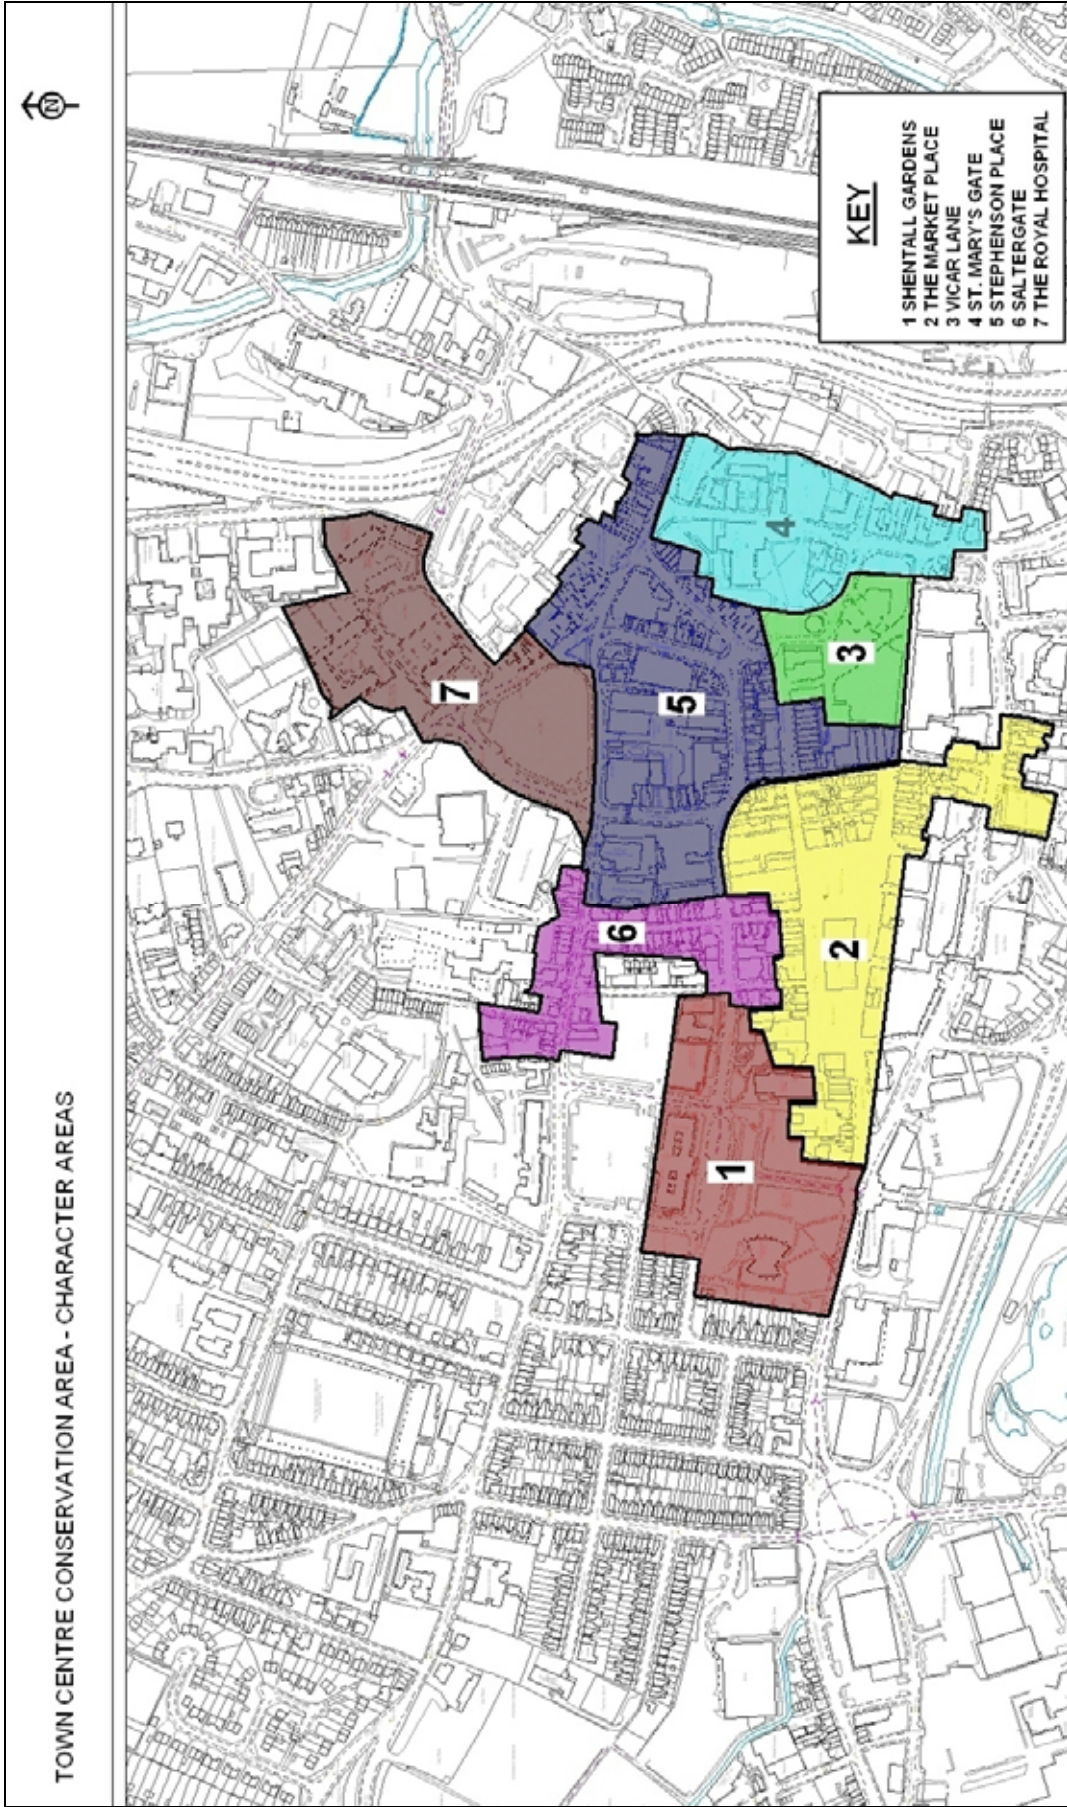 TOWN CENTRE CONSERVATION AREA - CHARACTER AREAS
N
7
6
5
4
1
2
3
KEY
1 SHENTALL GARDENS
2 THE MARKET PLACE
3 VICAR LANE
4 ST. MARY'S GATE
5 STEPHENSON PLACE
6 SALTERGATE
7 THE ROYAL HOSPITAL